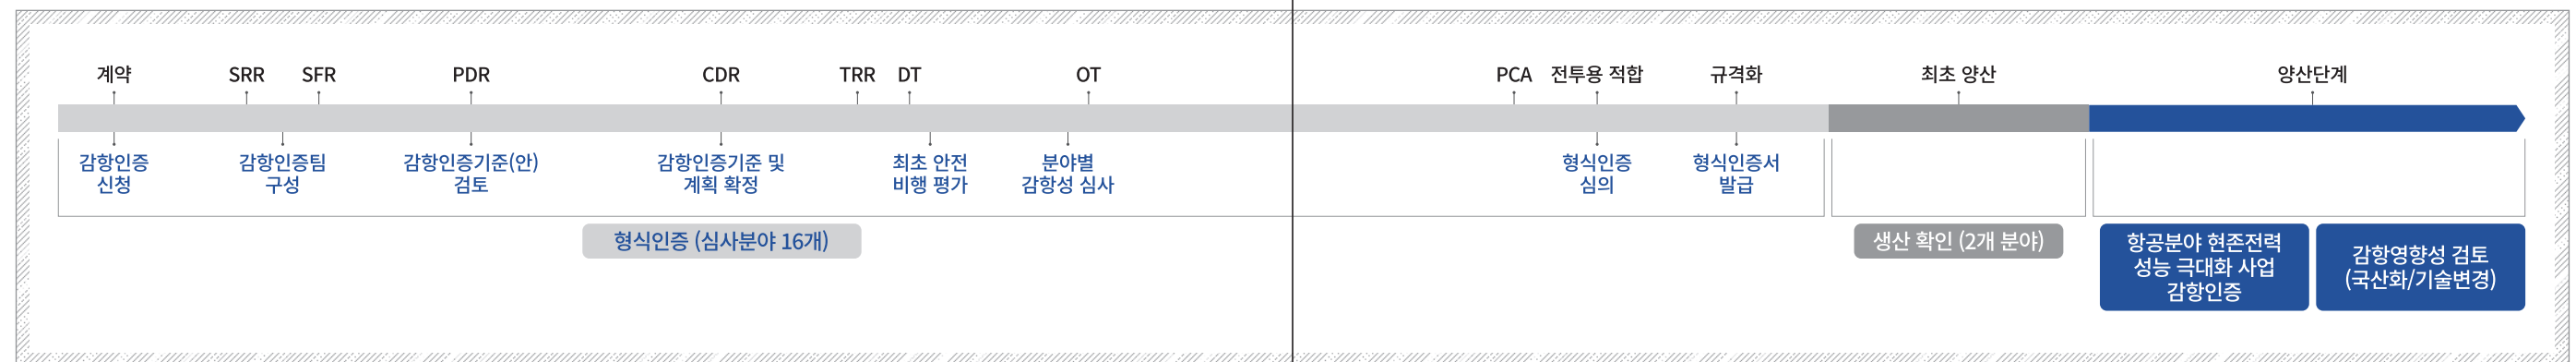 계약 SRR SFR PDR CDR TRR DT OT PCA 전투용 적합 규격화 최초 양산 양산단계
감항인증 감항인증팀 감항인증기준(안) 감항인증기준 및 최초 안전 분야별 형식인증 형식인증서
신청 구성 검토 계획 확정 비행 평가 감항성 심사 심의 발급
형식인증 (심사분야 16개)
생산 확인 (2개 분야)
항공분야 현존전력
성능 극대화 사업
감항인증
감항영향성 검토
(국산화/기술변경)